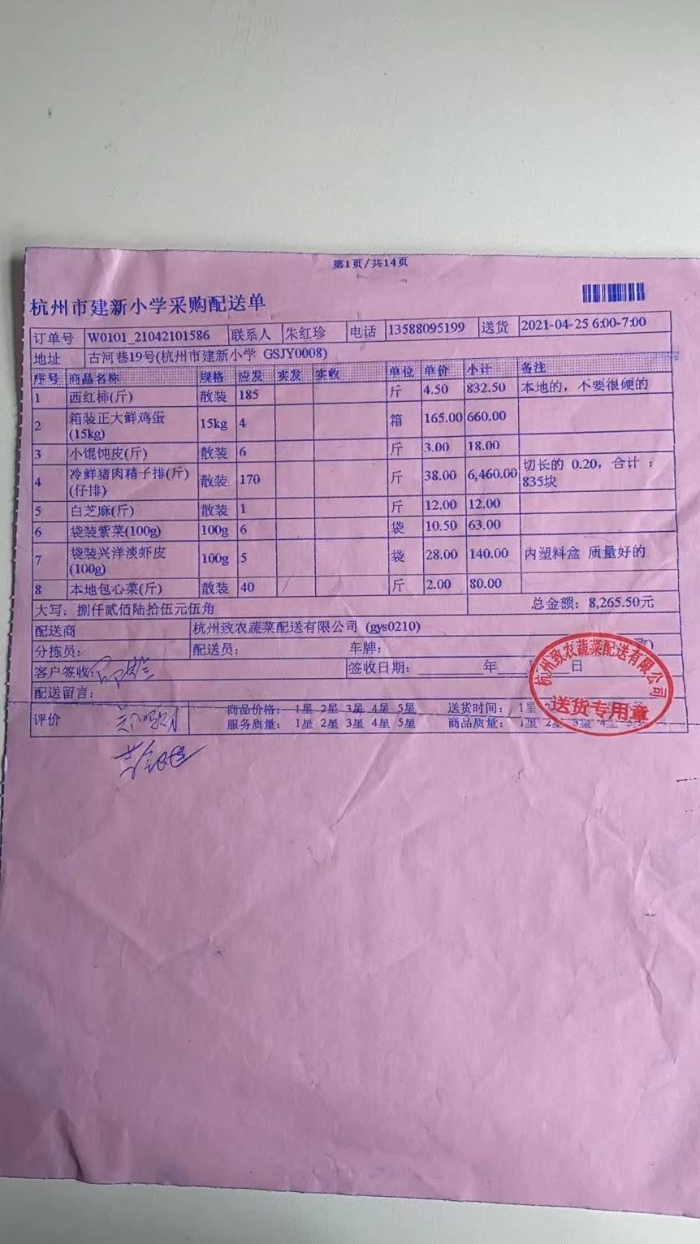 第1页/共14页
杭州市建新小学采购配送单
订单号 W0101_21042101586 联系人 朱红珍 电话 13588095199 送货 2021-04-25 6:00-7:00
地址 古河巷19号(杭州市建新小学 GSJY0008)
序号 商品名称 规格 应发 实发 实收 单位 单价 小计 备注
1 西红柿(斤) 散装 185 斤 4.50 832.50 本地的，不要很硬的
2 箱装正大鲜鸡蛋(15kg) 15kg 4 箱 165.00 660.00
3 小馄饨皮(斤) 散装 6 斤 3.00 18.00
4 冷鲜猪肉精子排(斤)(仔排) 散装 170 斤 38.00 6,460.00 切长的 0.20，合计：835块
5 白芝麻(斤) 散装 1 斤 12.00 12.00
6 袋装紫菜(100g) 100g 6 袋 10.50 63.00
7 袋装兴洋淡虾皮(100g) 100g 5 袋 28.00 140.00 内塑料盒 质量好的
8 本地包心菜(斤) 散装 40 斤 2.00 80.00
大写：捌仟贰佰陆拾伍元伍角 总金额：8,265.50元
配送商 杭州致农蔬菜配送有限公司 (gys0210)
分拣员： 配送员： 车牌：
客户签收： 签收日期： 年 日
配送留言：
评价 商品价格： 1星 2星 3星 4星 5星 送货时间： 1星
服务质量： 1星 2星 3星 4星 5星 商品质量： 1星
杭州致农蔬菜配送有限公司
送货专用章